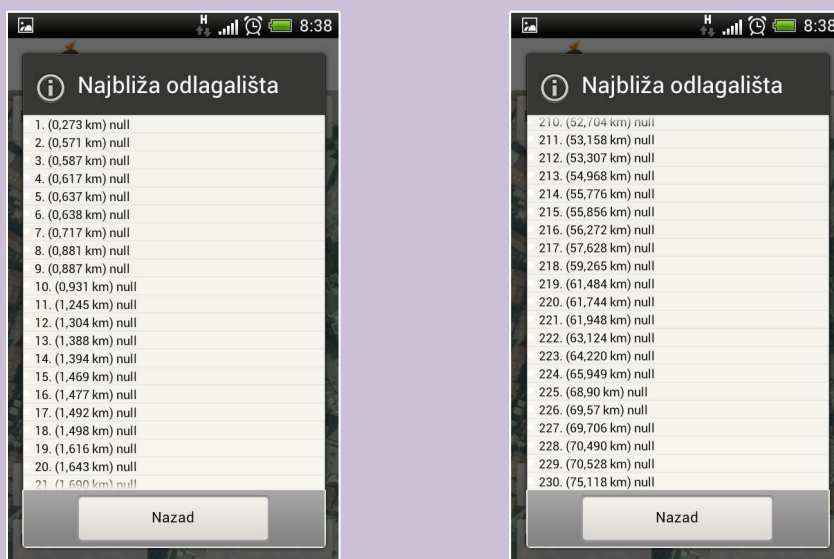 H 8:38
Najbliža odlagališta
1. (0,273 km) null
2. (0,571 km) null
3. (0,587 km) null
4. (0,617 km) null
5. (0,637 km) null
6. (0,638 km) null
7. (0,717 km) null
8. (0,881 km) null
9. (0,887 km) null
10. (0,931 km) null
11. (1,245 km) null
12. (1,304 km) null
13. (1,388 km) null
14. (1,394 km) null
15. (1,469 km) null
16. (1,477 km) null
17. (1,492 km) null
18. (1,498 km) null
19. (1,616 km) null
20. (1,643 km) null
21. (1,690 km) null
Nazad
H 8:38
Najbliža odlagališta
210. (52,704 km) null
211. (53,158 km) null
212. (53,307 km) null
213. (54,968 km) null
214. (55,776 km) null
215. (55,856 km) null
216. (56,272 km) null
217. (57,628 km) null
218. (59,265 km) null
219. (61,484 km) null
220. (61,744 km) null
221. (61,948 km) null
222. (63,124 km) null
223. (64,220 km) null
224. (65,949 km) null
225. (68,90 km) null
226. (69,57 km) null
227. (69,706 km) null
228. (70,490 km) null
229. (70,528 km) null
230. (75,118 km) null
Nazad